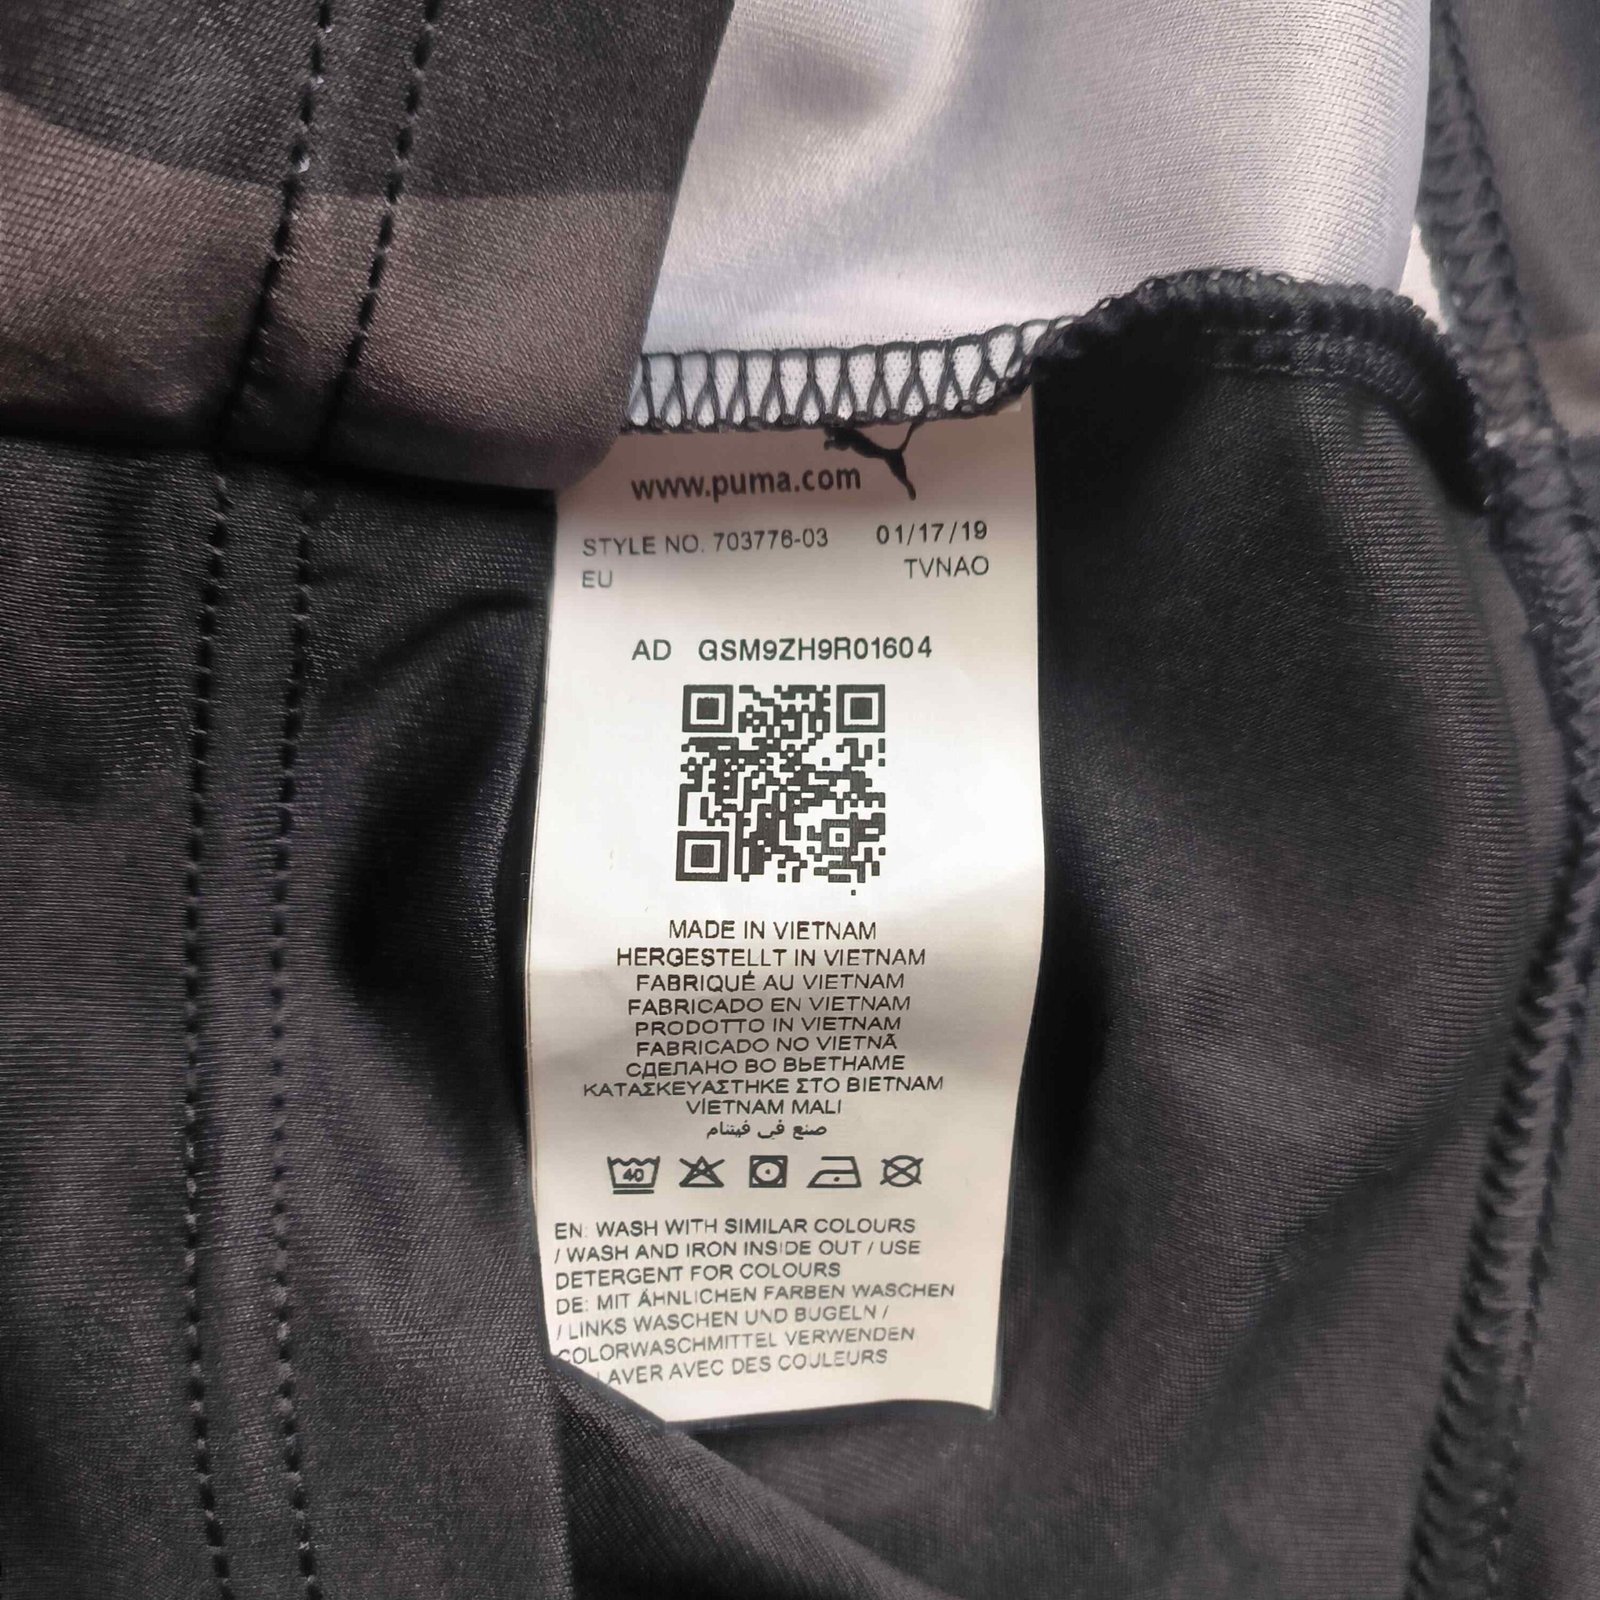 www.puma.com
STYLE NO. 703776-03 01/17/19
EU TVNAO
AD GSM9ZH9R01604
MADE IN VIETNAM
HERGESTELLT IN VIETNAM
FABRIQUÉ AU VIETNAM
FABRICADO EN VIETNAM
PRODOTTO IN VIETNAM
FABRICADO NO VIETNÃ
СДЕЛАНО ВО ВЬЕТНАМЕ
ΚΑΤΑΣΚΕΥΑΣΤΗΚΕ ΣΤΟ ΒΙΕΤΝΑΜ
VİETNAM MALI
صنع في فيتنام
40
EN: WASH WITH SIMILAR COLOURS
/ WASH AND IRON INSIDE OUT / USE
DETERGENT FOR COLOURS
DE: MIT ÄHNLICHEN FARBEN WASCHEN
/ LINKS WASCHEN UND BUGELN /
COLORWASCHMITTEL VERWENDEN
LAVER AVEC DES COULEURS